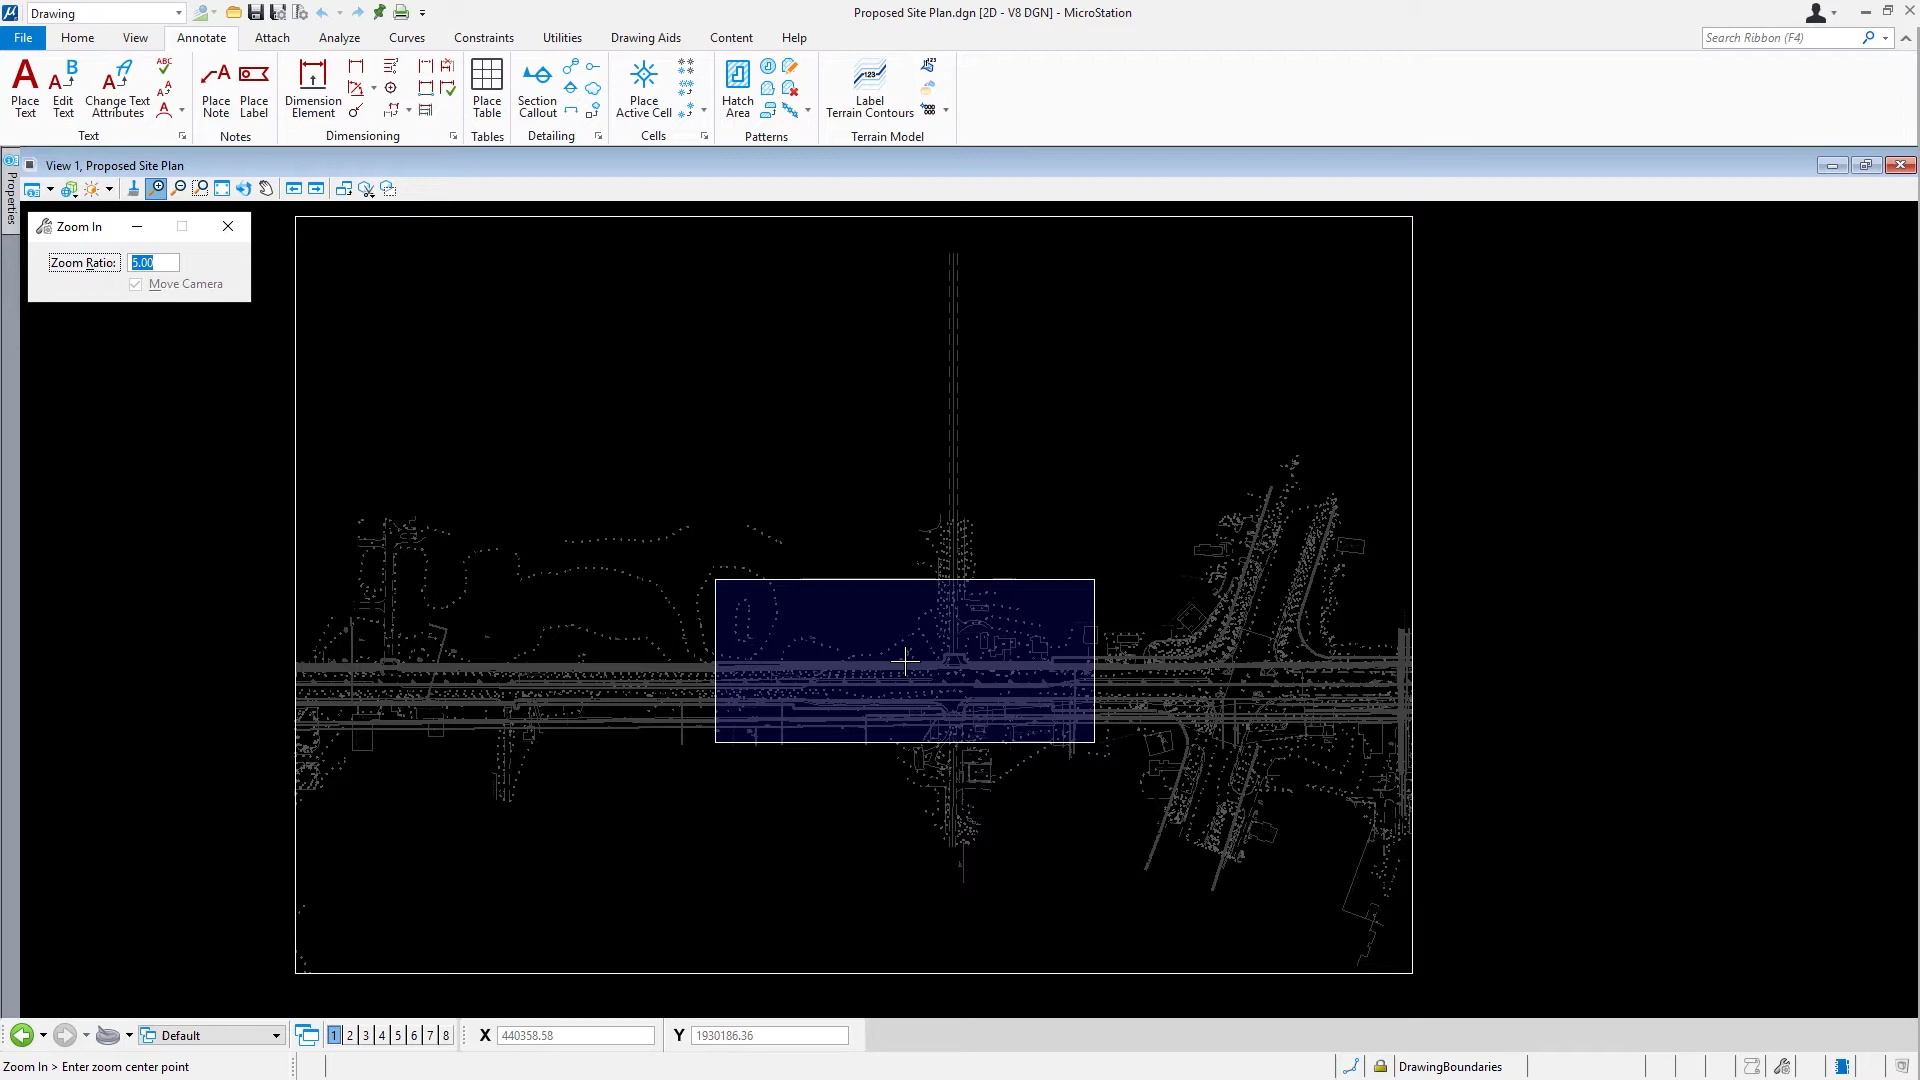 Drawing
Proposed Site Plan.dgn [2D - V8 DGN] - MicroStation
File Home View Annotate Attach Analyze Curves Constraints Utilities Drawing Aids Content Help
Search Ribbon (F4)
Place Text
Edit Text
Change Text Attributes
ABC
Place Note
Place Label
Dimension Element
Place Table
Section Callout
Place Active Cell
Hatch Area
Label Terrain Contours
Text Notes Dimensioning Tables Detailing Cells Patterns Terrain Model
View 1, Proposed Site Plan
Properties
Zoom In
Zoom Ratio: 5.00
Move Camera
Default
1 2 3 4 5 6 7 8
X 440358.58
Y 1930186.36
Zoom In > Enter zoom center point
DrawingBoundaries